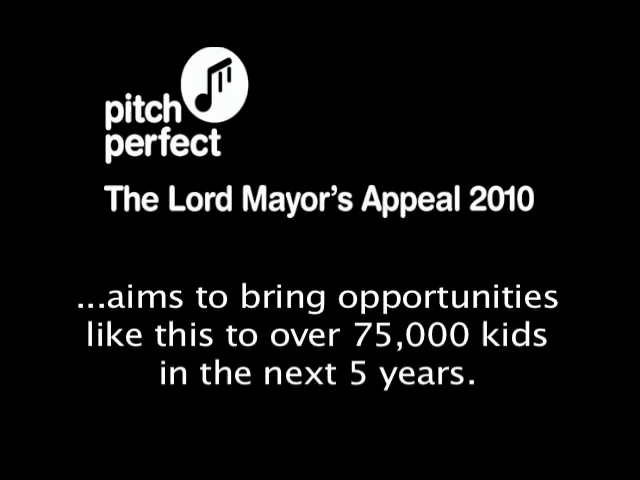 pitch
perfect
The Lord Mayor's Appeal 2010
...aims to bring opportunities
like this to over 75,000 kids
in the next 5 years.